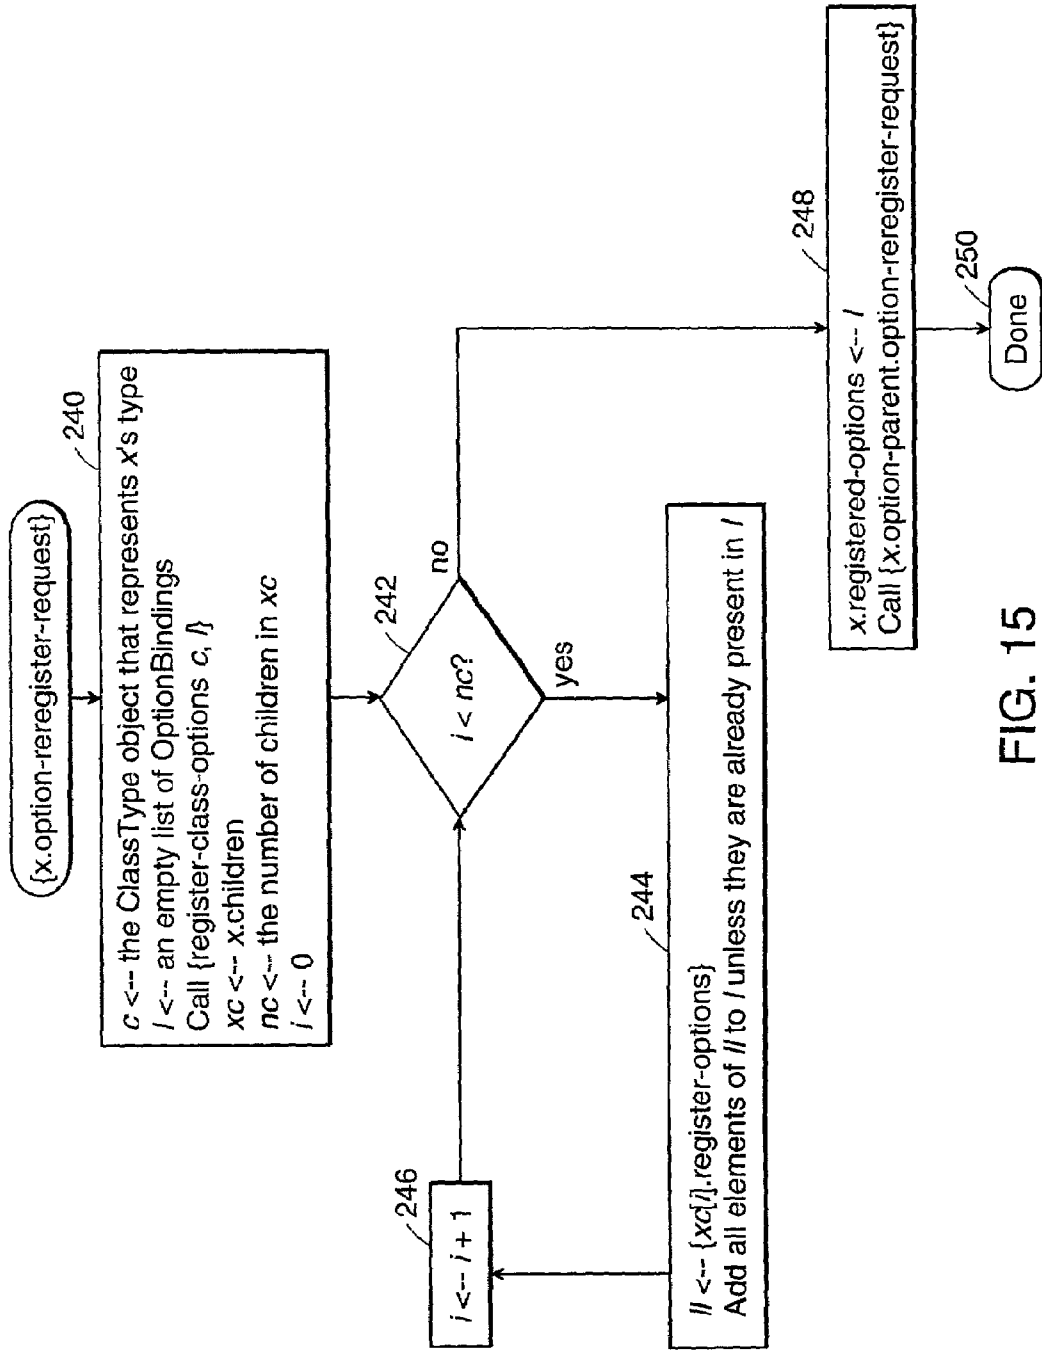 {x.option-reregister-request}
240
c <-- the ClassType object that represents x's type
l <-- an empty list of OptionBindings
Call {register-class-options c, l}
xc <-- x.children
nc <-- the number of children in xc
i <-- 0
242
i < nc?
no
yes
244
ll <-- {xc[i].register-options}
Add all elements of ll to l unless they are already present in l
246
i <-- i + 1
248
x.registered-options <-- l
Call {x.option-parent.option-reregister-request}
250
Done
FIG. 15